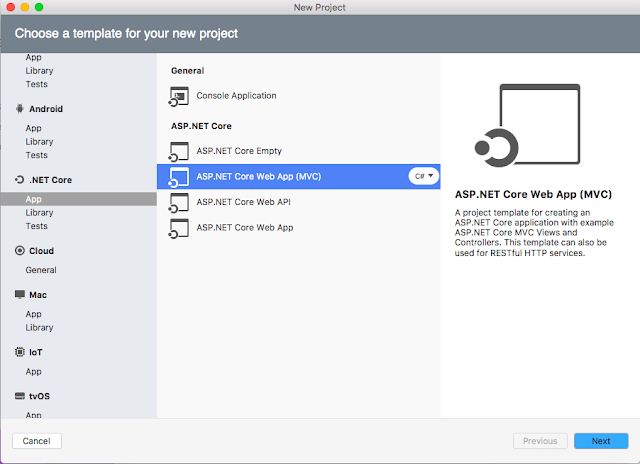 New Project
Choose a template for your new project
App
Library
Tests
Android
App
Library
Tests
.NET Core
App
Library
Tests
Cloud
General
Mac
App
Library
IoT
App
tvOS
App
General
Console Application
ASP.NET Core
ASP.NET Core Empty
ASP.NET Core Web App (MVC)
C#
ASP.NET Core Web API
ASP.NET Core Web App
ASP.NET Core Web App (MVC)
A project template for creating an
ASP.NET Core application with example
ASP.NET Core MVC Views and
Controllers. This template can also be
used for RESTful HTTP services.
Cancel
Previous
Next